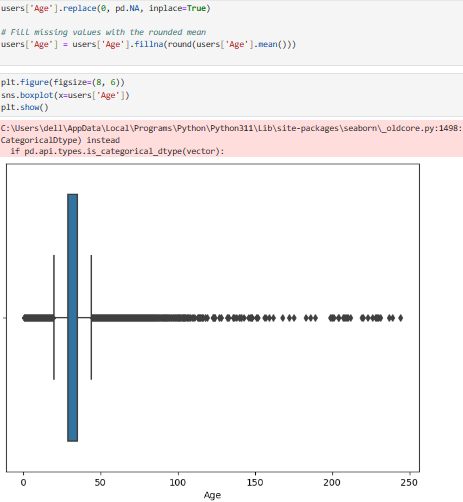 users['Age'].replace(0, pd.NA, inplace=True)
# Fill missing values with the rounded mean
users['Age'] = users['Age'].fillna(round(users['Age'].mean()))
plt.figure(figsize=(8, 6))
sns.boxplot(x=users['Age'])
plt.show()
C:\Users\dell\AppData\Local\Programs\Python\Python311\Lib\site-packages\seaborn\_oldcore.py:1498:
CategoricalDtype) instead
  if pd.api.types.is_categorical_dtype(vector):
0 50 100 150 200 250
Age